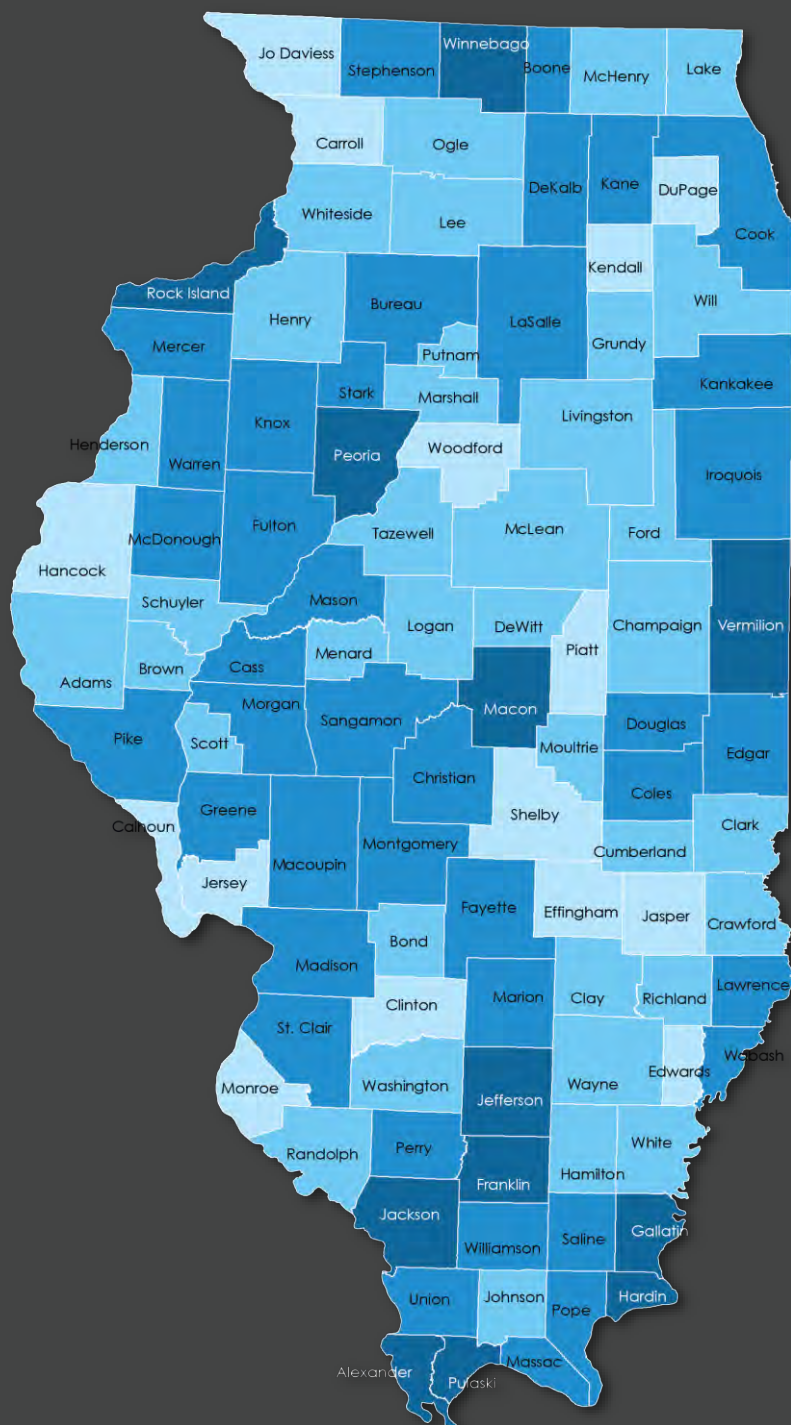 Jo Daviess
Stephenson
Winnebago
Boone
McHenry
Lake
Carroll
Ogle
DeKalb
Kane
DuPage
Cook
Whiteside
Lee
Kendall
Will
Rock Island
Henry
Bureau
LaSalle
Grundy
Mercer
Putnam
Kankakee
Stark
Marshall
Livingston
Henderson
Warren
Knox
Peoria
Woodford
Iroquois
Hancock
McDonough
Fulton
Tazewell
McLean
Ford
Schuyler
Mason
Logan
DeWitt
Champaign
Vermilion
Adams
Brown
Cass
Menard
Piatt
Pike
Scott
Morgan
Sangamon
Macon
Douglas
Moultrie
Edgar
Christian
Coles
Calhoun
Greene
Shelby
Clark
Macoupin
Montgomery
Cumberland
Jersey
Fayette
Effingham
Jasper
Crawford
Bond
Madison
Marion
Clay
Richland
Lawrence
Clinton
St. Clair
Wabash
Monroe
Washington
Jefferson
Wayne
Edwards
Randolph
Perry
Franklin
Hamilton
White
Jackson
Williamson
Saline
Gallatin
Union
Johnson
Pope
Hardin
Alexander
Pulaski
Massac